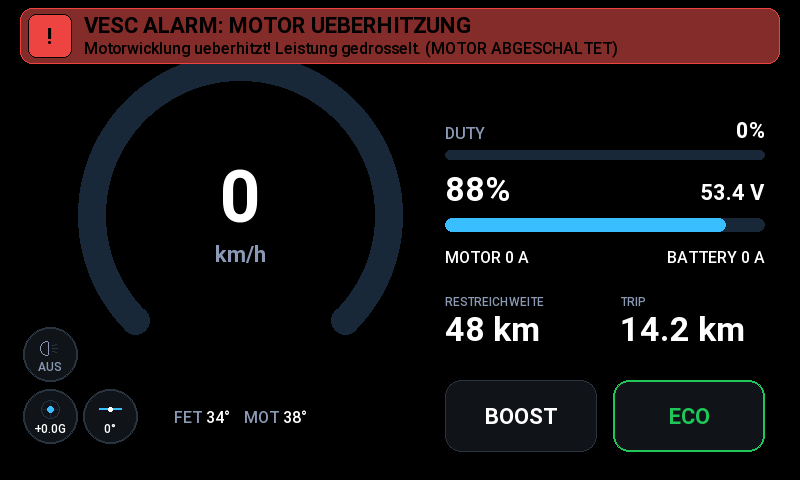 !
VESC ALARM: MOTOR UEBERHITZUNG
Motorwicklung ueberhitzt! Leistung gedrosselt. (MOTOR ABGESCHALTET)
0
km/h
DUTY 0%
88% 53.4 V
MOTOR 0 A BATTERY 0 A
RESTREICHWEITE TRIP
48 km 14.2 km
AUS
+0.0G 0°
FET 34° MOT 38°
BOOST ECO